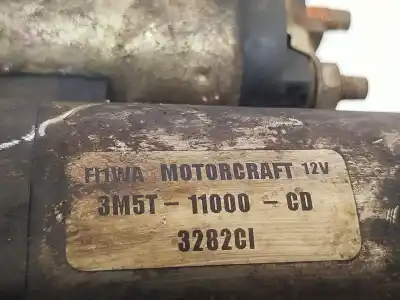 FI1WA MOTORCRAFT 12V
3M5T - 11000 - CD
3282CI